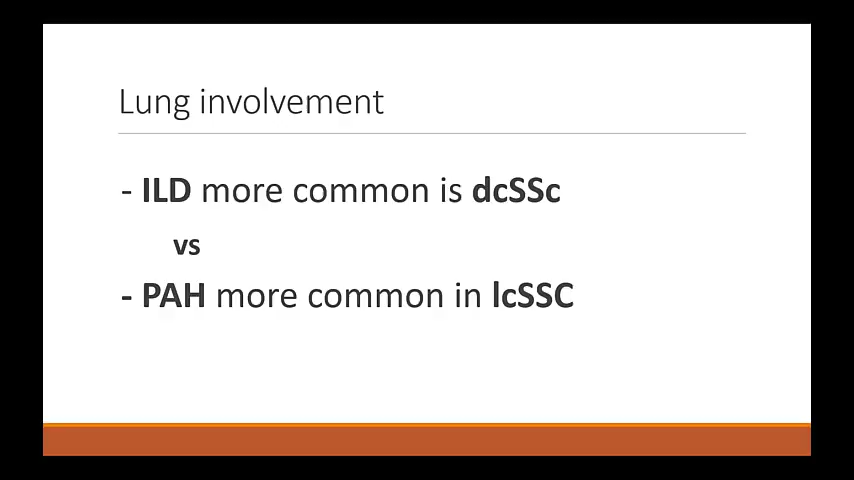 Lung involvement
- ILD more common is dcSSc
vs
- PAH more common in lcSSC